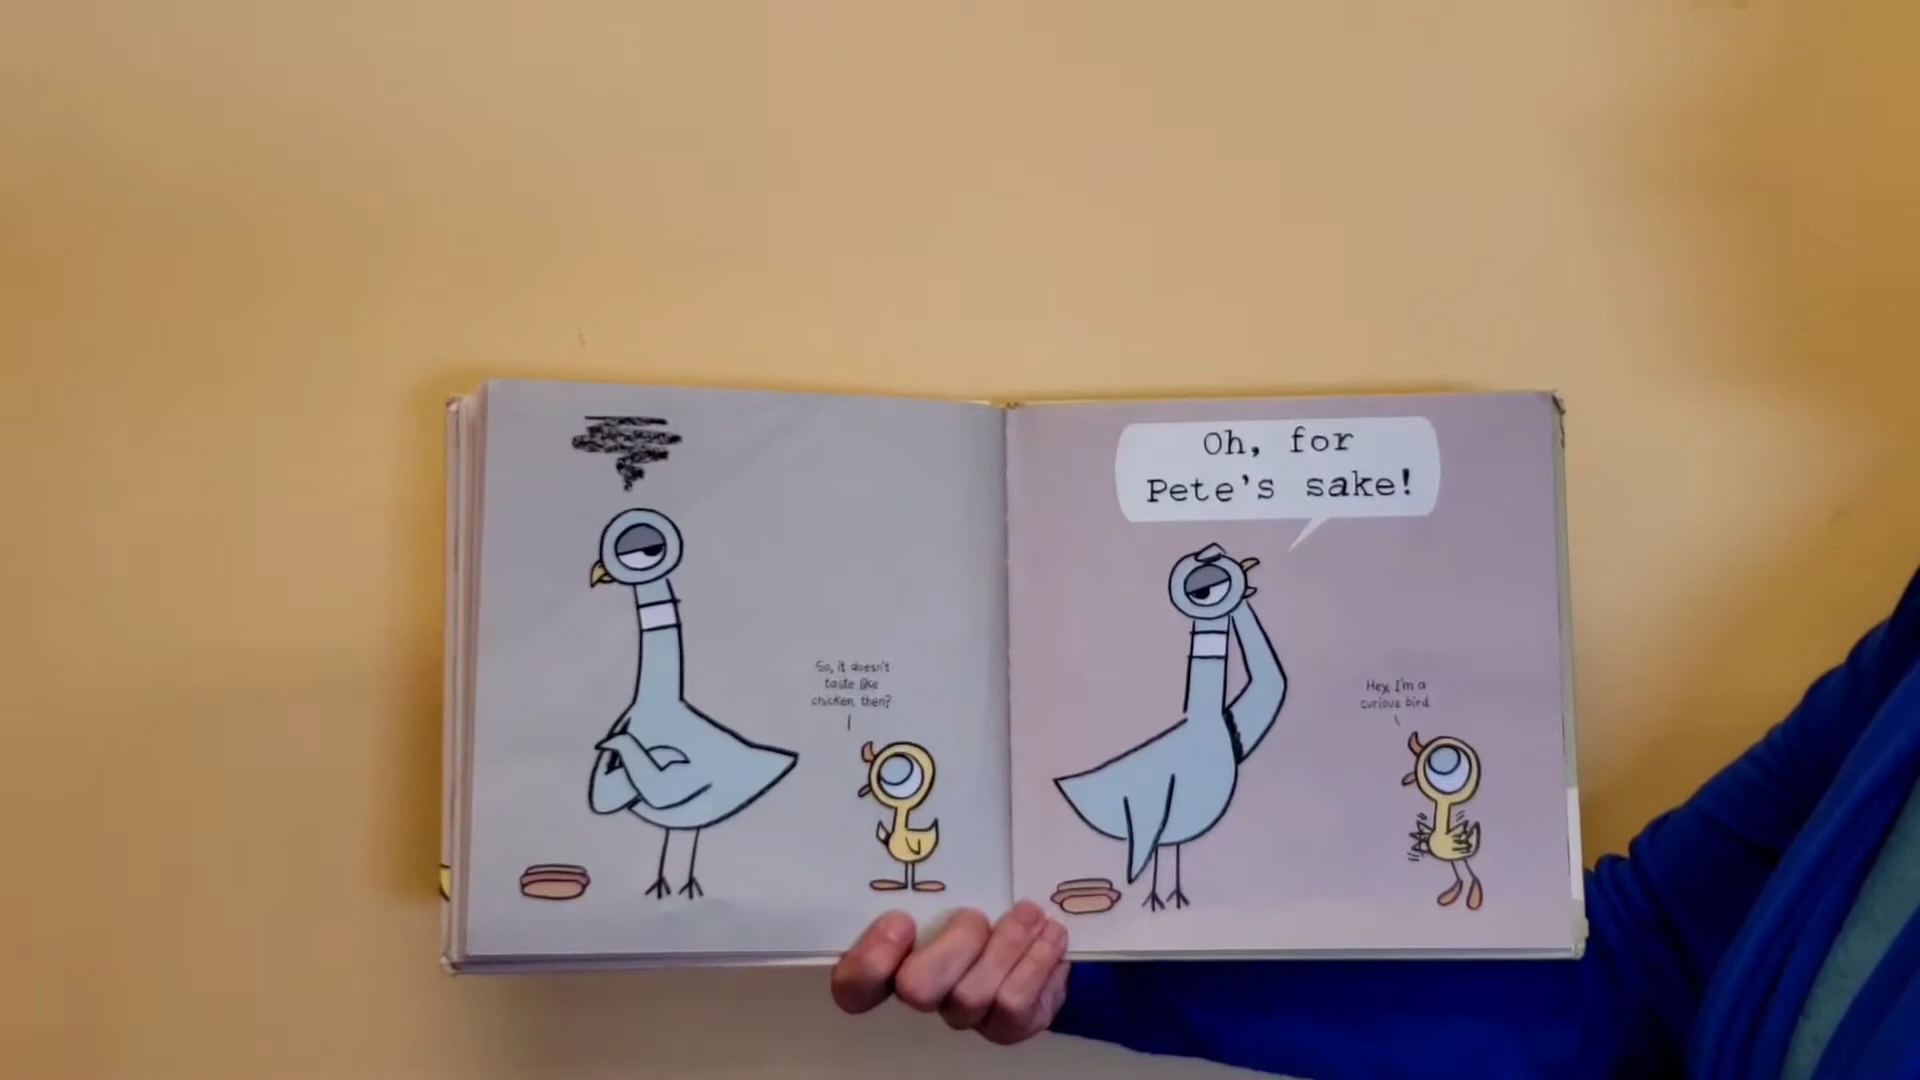 So, it doesn't
taste like
chicken, then?
Oh, for
Pete's sake!
Hey, I'm a
curious bird.